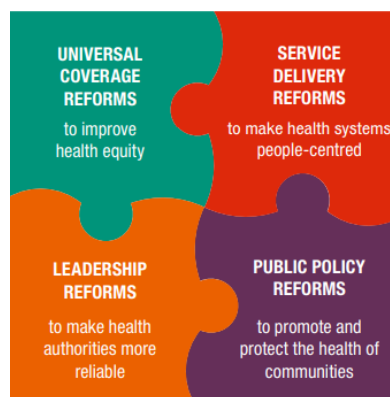 UNIVERSAL
COVERAGE
REFORMS
to improve
health equity
SERVICE
DELIVERY
REFORMS
to make health systems
people-centred
LEADERSHIP
REFORMS
to make health
authorities more
reliable
PUBLIC POLICY
REFORMS
to promote and
protect the health of
communities